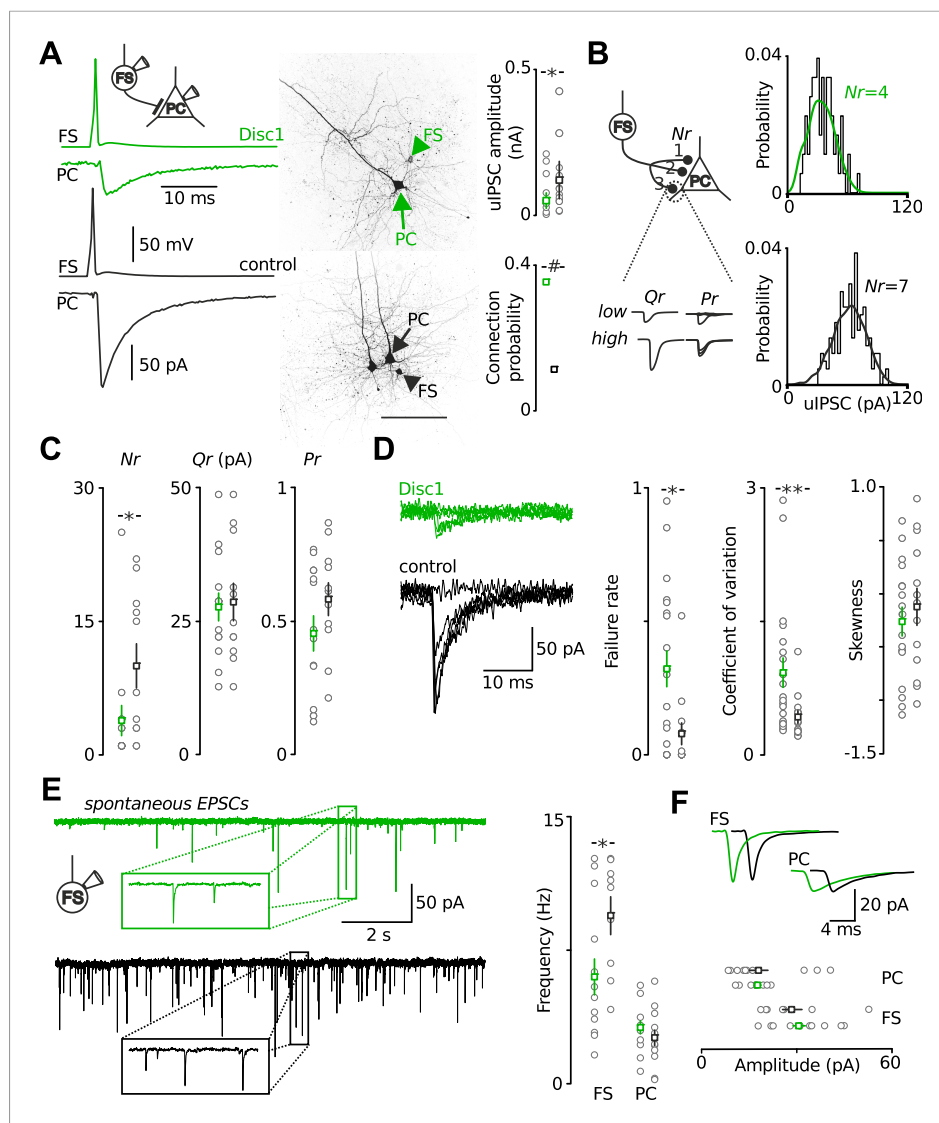 A
FS
PC
FS
Disc1
PC
10 ms
50 mV
FS
control
PC
50 pA
FS
PC
PC
FS
0.5
-*-
uIPSC amplitude
(nA)
0
0.4
-#-
Connection
probability
0
B
FS
Nr
1
2
3
PC
Qr
Pr
low
high
0.04
Probability
Nr=4
0
0
120
0.04
Probability
Nr=7
0
0
120
uIPSC (pA)
C
Nr
Qr (pA)
Pr
30
15
0
-*-
50
25
0
1
0.5
0
D
Disc1
control
50 pA
10 ms
1
-*-
Failure rate
0
3
-**-
Coefficient of variation
0
1.0
Skewness
-1.5
E
spontaneous EPSCs
FS
50 pA
2 s
15
-*-
Frequency (Hz)
0
FS
PC
F
FS
PC
20 pA
4 ms
PC
FS
0
60
Amplitude (pA)